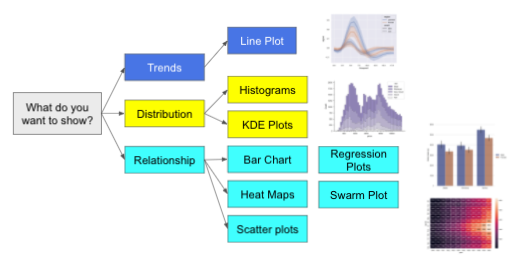 What do you
want to show?
Trends
Line Plot
Distribution
Histograms
KDE Plots
Relationship
Bar Chart
Regression
Plots
Heat Maps
Swarm Plot
Scatter plots